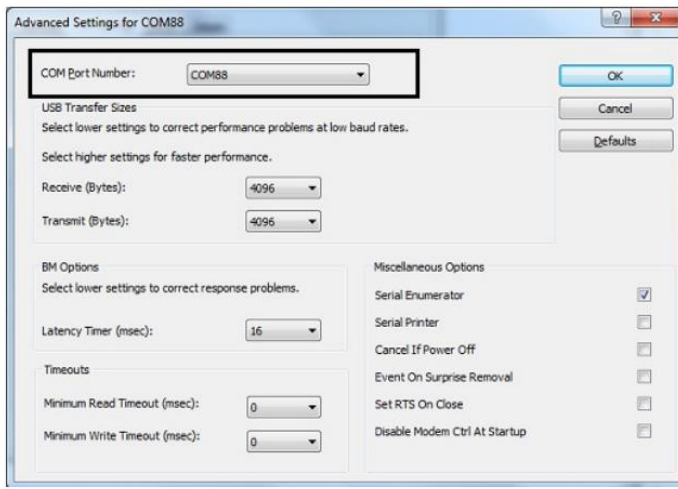 Advanced Settings for COM88
COM Port Number: COM88
OK
USB Transfer Sizes
Cancel
Select lower settings to correct performance problems at low baud rates.
Defaults
Select higher settings for faster performance.
Receive (Bytes): 4096
Transmit (Bytes): 4096
BM Options
Select lower settings to correct response problems.
Latency Timer (msec): 16
Timeouts
Minimum Read Timeout (msec): 0
Minimum Write Timeout (msec): 0
Miscellaneous Options
Serial Enumerator
Serial Printer
Cancel If Power Off
Event On Surprise Removal
Set RTS On Close
Disable Modem Ctrl At Startup